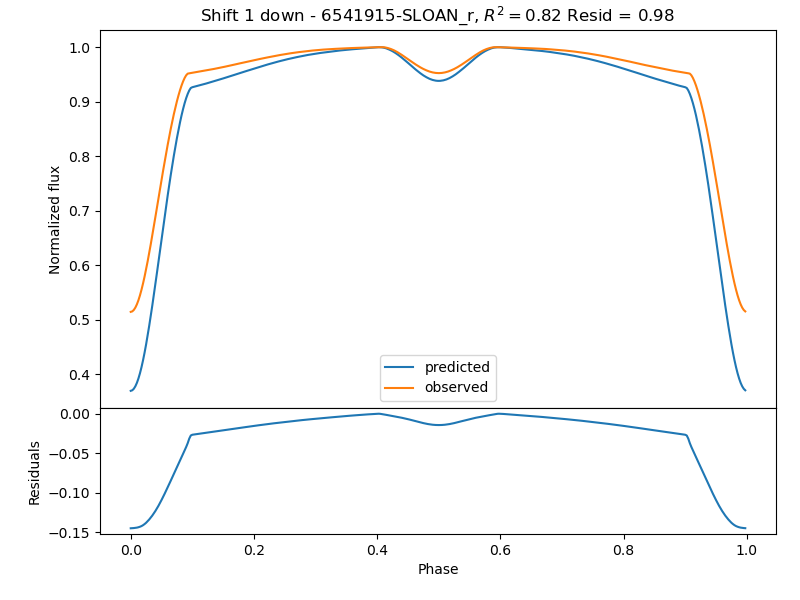 Shift 1 down - 6541915-SLOAN_r, R² = 0.82 Resid = 0.98
Normalized flux
1.0
0.9
0.8
0.7
0.6
0.5
0.4
predicted
observed
Residuals
0.00
−0.05
−0.10
−0.15
0.0 0.2 0.4 0.6 0.8 1.0
Phase